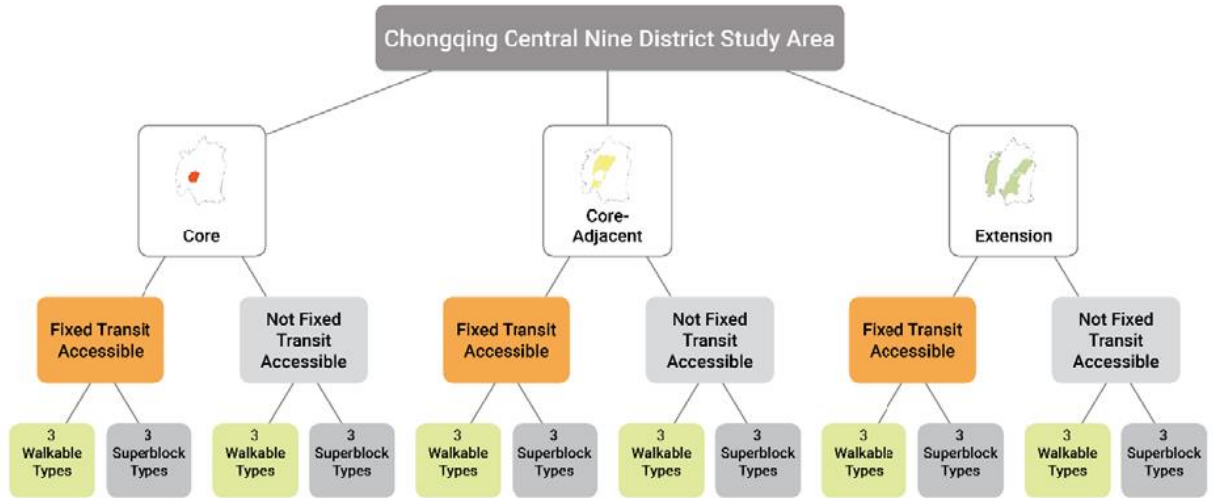 Chongqing Central Nine District Study Area
Core
Core-
Adjacent
Extension
Fixed Transit
Accessible
Not Fixed
Transit
Accessible
Fixed Transit
Accessible
Not Fixed
Transit
Accessible
Fixed Transit
Accessible
Not Fixed
Transit
Accessible
3
Walkable
Types
3
Superblock
Types
3
Walkable
Types
3
Superblock
Types
3
Walkable
Types
3
Superblock
Types
3
Walkable
Types
3
Superblock
Types
3
Walkable
Types
3
Superblock
Types
3
Walkable
Types
3
Superblock
Types